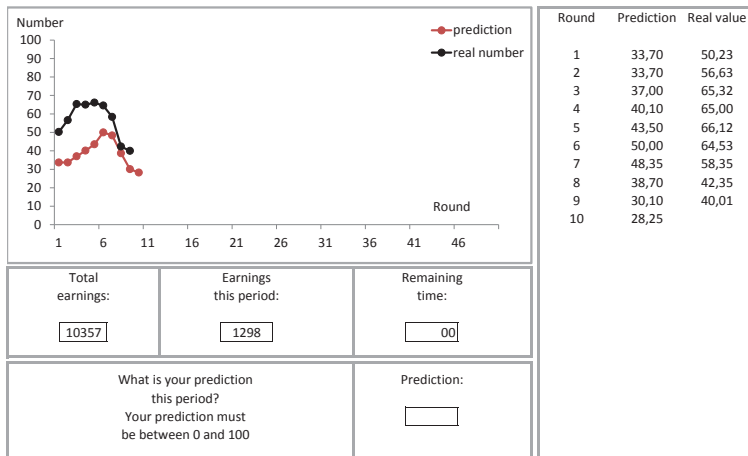 Number
100
90
80
70
60
50
40
30
20
10
0
prediction
real number
Round
1 6 11 16 21 26 31 36 41 46
Total
earnings:
10357
Earnings
this period:
1298
Remaining
time:
00
What is your prediction
this period?
Your prediction must
be between 0 and 100
Prediction:
Round Prediction Real value
1 33,70 50,23
2 33,70 56,63
3 37,00 65,32
4 40,10 65,00
5 43,50 66,12
6 50,00 64,53
7 48,35 58,35
8 38,70 42,35
9 30,10 40,01
10 28,25